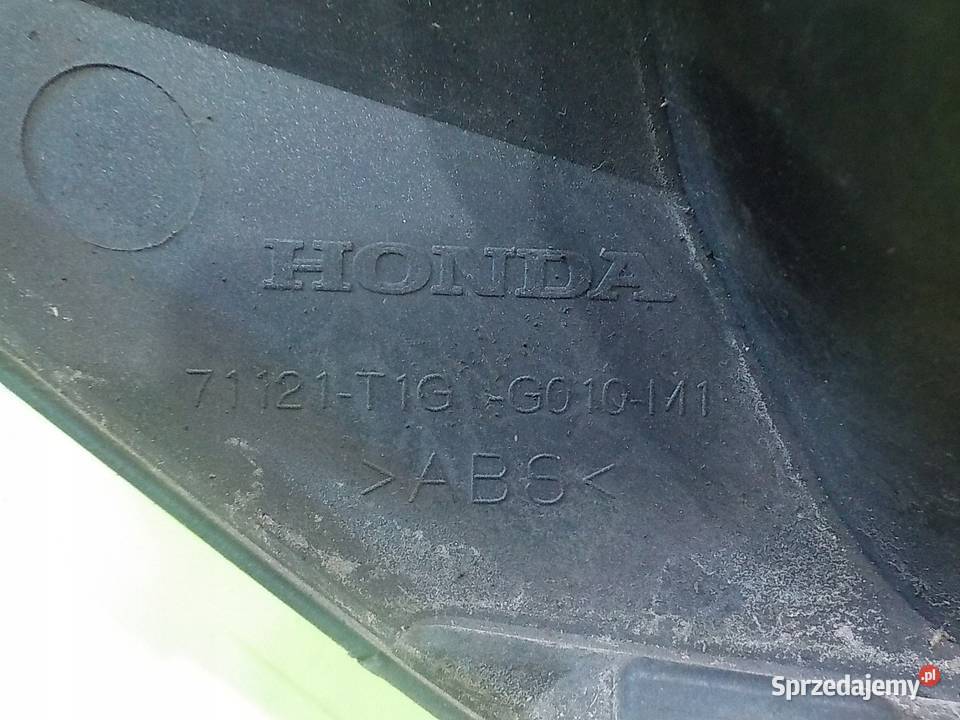 HONDA
71121-T1G -G010-M1
>ABS<
Sprzedajemy.pl